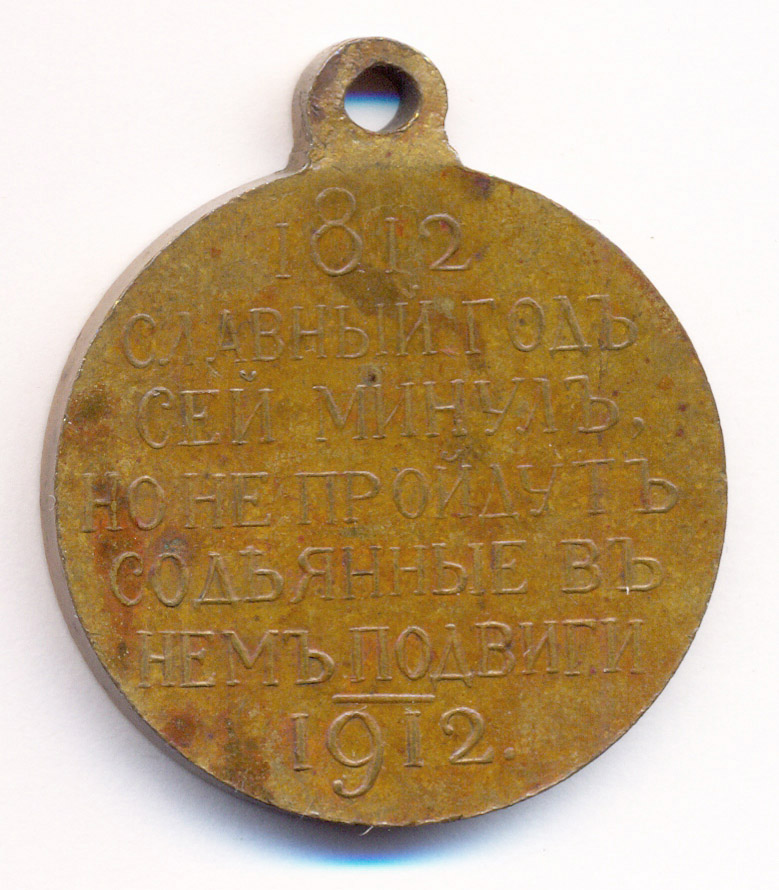 1812
СЛАВНЫЙ ГОДЪ
СЕЙ МИНУЛЪ,
НО НЕ ПРОЙДУТЪ
СОДѢЯННЫЕ ВЪ
НЕМЪ ПОДВИГИ
1912.